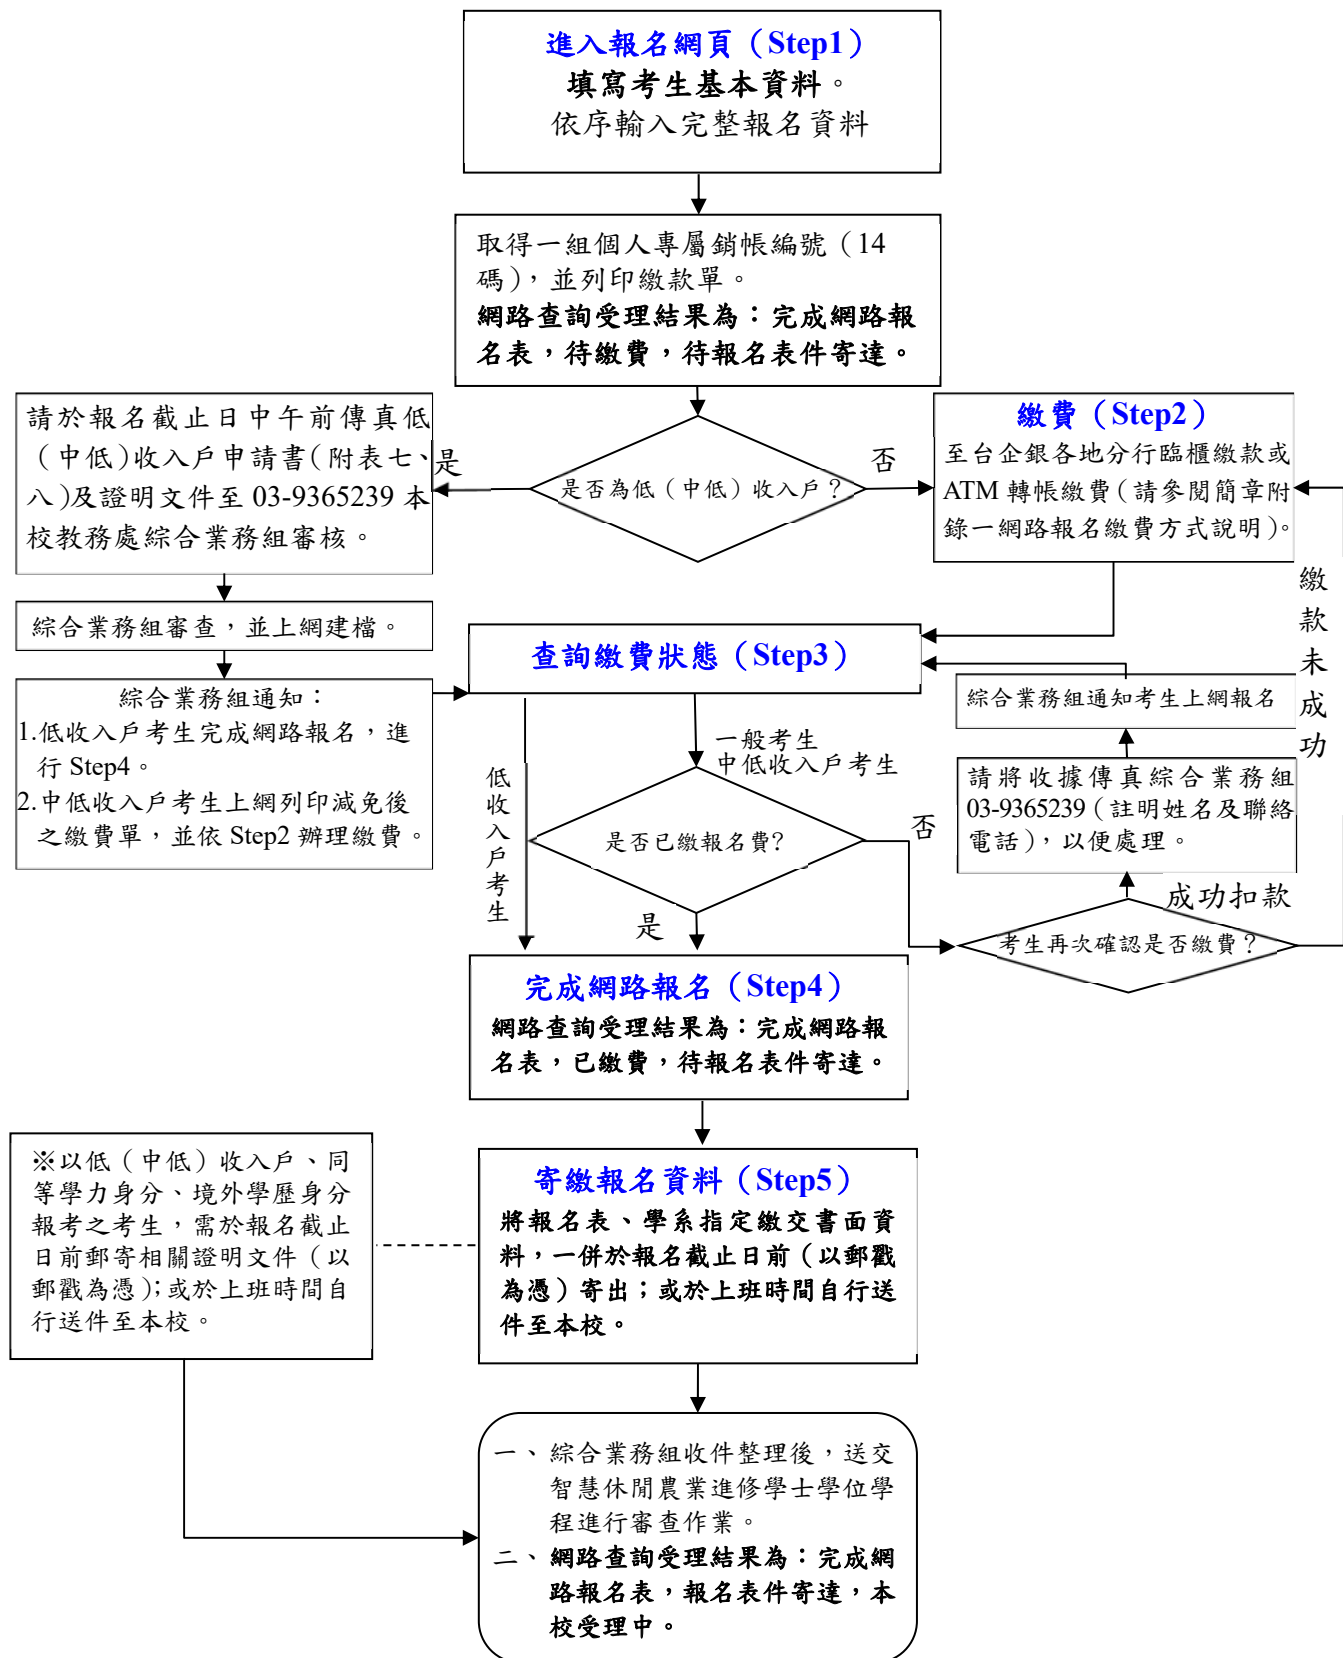 進入報名網頁（Step1）
填寫考生基本資料。
依序輸入完整報名資料
取得一組個人專屬銷帳編號（14
碼），並列印繳款單。
網路查詢受理結果為：完成網路報
名表，待繳費，待報名表件寄達。
請於報名截止日中午前傳真低
（中低）收入戶申請書（附表七、
八）及證明文件至 03-9365239 本
校教務處綜合業務組審核。
是
是否為低（中低）收入戶？
否
繳費（Step2）
至台企銀各地分行臨櫃繳款或
ATM 轉帳繳費（請參閱簡章附
錄一網路報名繳費方式說明）。
綜合業務組審查，並上網建檔。
查詢繳費狀態（Step3）
繳款未成功
綜合業務組通知：
1.低收入戶考生完成網路報名，進
行 Step4。
2.中低收入戶考生上網列印減免後
之繳費單，並依 Step2 辦理繳費。
綜合業務組通知考生上網報名
一般考生
中低收入戶考生
低收入戶考生
是否已繳報名費?
否
請將收據傳真綜合業務組
03-9365239（註明姓名及聯絡
電話），以便處理。
成功扣款
是
考生再次確認是否繳費？
完成網路報名（Step4）
網路查詢受理結果為：完成網路報
名表，已繳費，待報名表件寄達。
※以低（中低）收入戶、同
等學力身分、境外學歷身分
報考之考生，需於報名截止
日前郵寄相關證明文件（以
郵戳為憑）；或於上班時間自
行送件至本校。
寄繳報名資料（Step5）
將報名表、學系指定繳交書面資
料，一併於報名截止日前（以郵戳
為憑）寄出；或於上班時間自行送
件至本校。
一、綜合業務組收件整理後，送交
智慧休閒農業進修學士學位學
程進行審查作業。
二、網路查詢受理結果為：完成網
路報名表，報名表件寄達，本
校受理中。